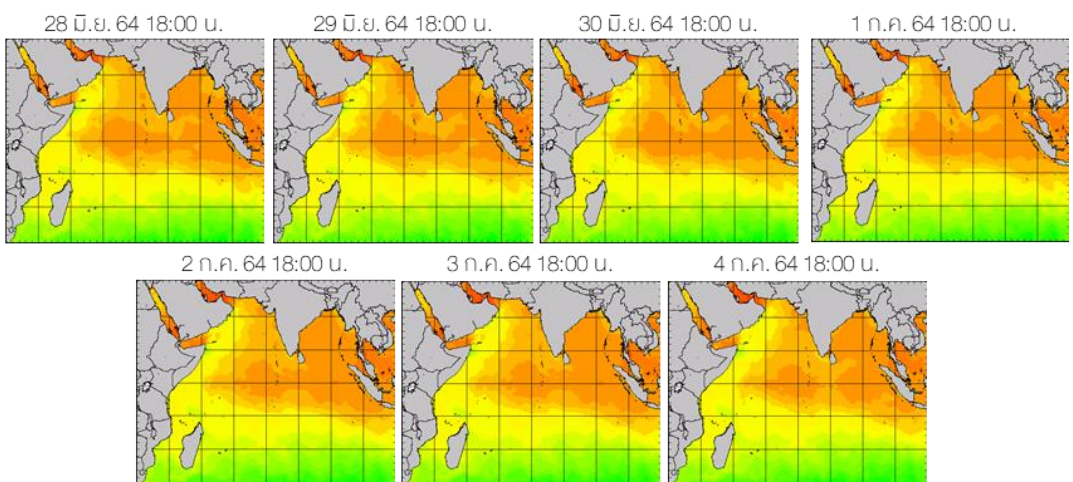 28 มิ.ย. 64 18:00 น.
29 มิ.ย. 64 18:00 น.
30 มิ.ย. 64 18:00 น.
1 ก.ค. 64 18:00 น.
2 ก.ค. 64 18:00 น.
3 ก.ค. 64 18:00 น.
4 ก.ค. 64 18:00 น.